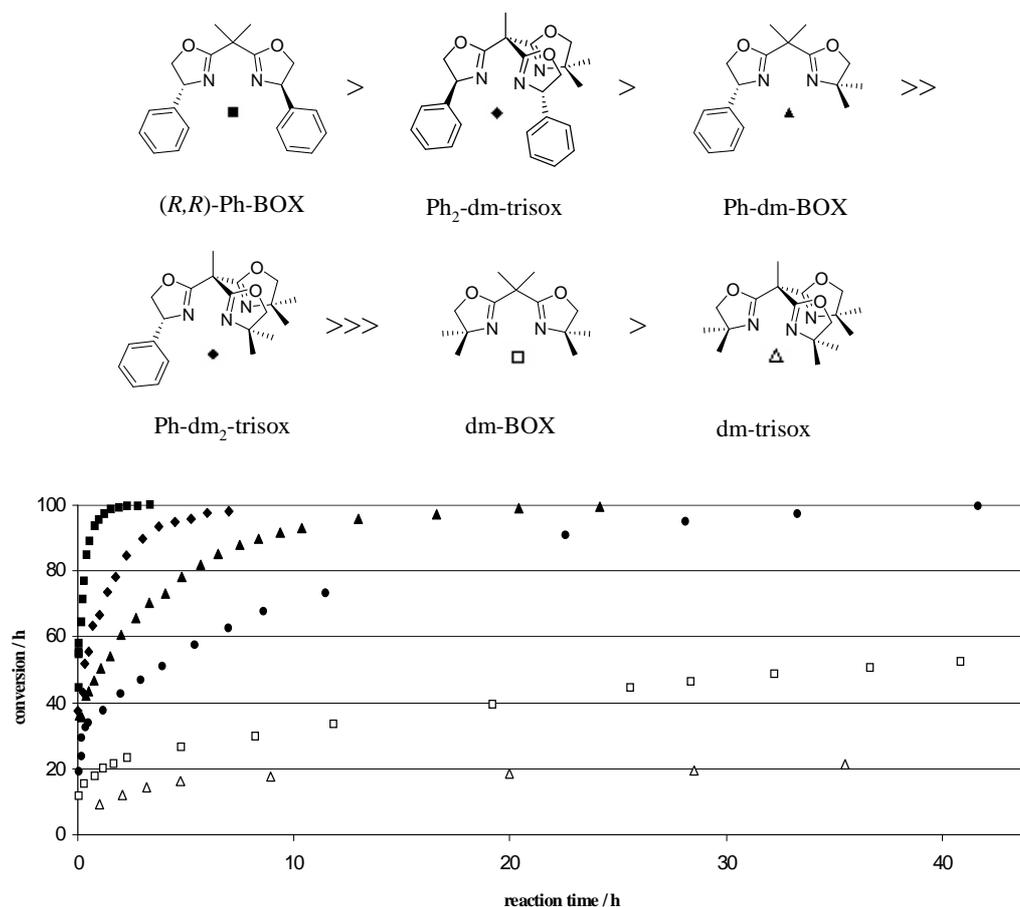 O O N N
>
O N O N O N
>
O O N N
>>
(R,R)-Ph-BOX Ph2-dm-trisox Ph-dm-BOX
O N O N O N
>>>
O O N N
>
O N O N O N
Ph-dm2-trisox dm-BOX dm-trisox
100
80
60
40
20
0
conversion / h
0 10 20 30 40
reaction time / h